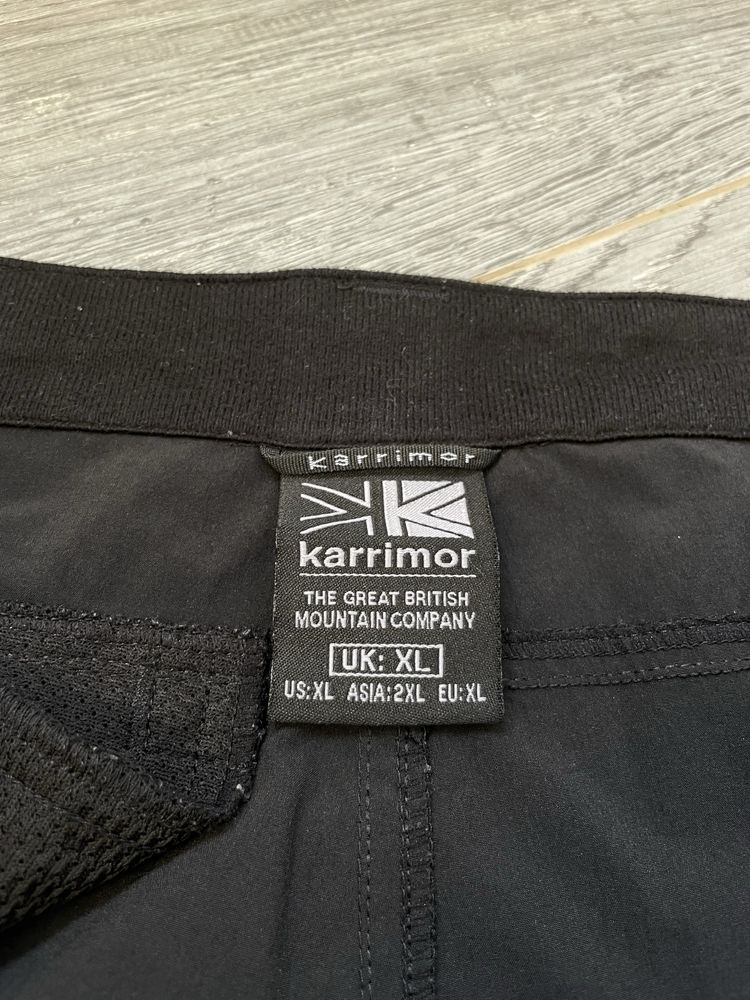 karrimor
karrimor
THE GREAT BRITISH
MOUNTAIN COMPANY
UK: XL
US:XL ASIA:2XL EU:XL